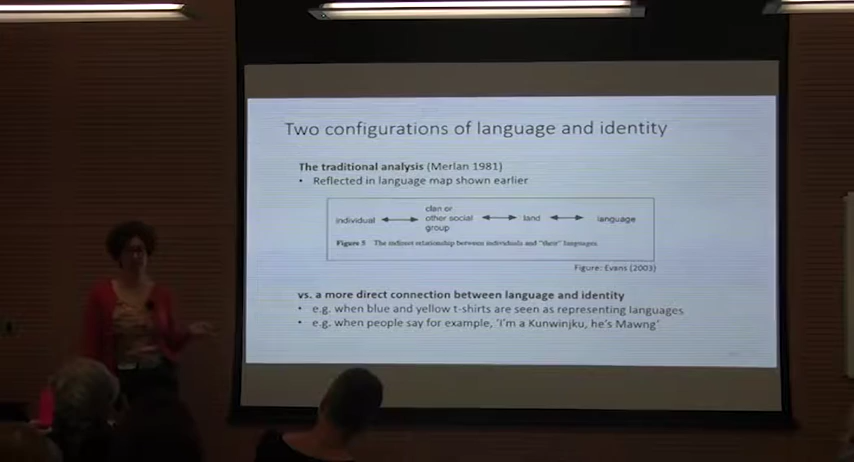 Two configurations of language and identity
The traditional analysis (Merlan 1981)
• Reflected in language map shown earlier
clan or
individual other social land language
group
Figure 5 The indirect relationship between individuals and "their" languages
Figure: Evans (2003)
vs. a more direct connection between language and identity
• e.g. when blue and yellow t-shirts are seen as representing languages
• e.g. when people say for example, 'I'm a Kunwinjku, he's Mawng'